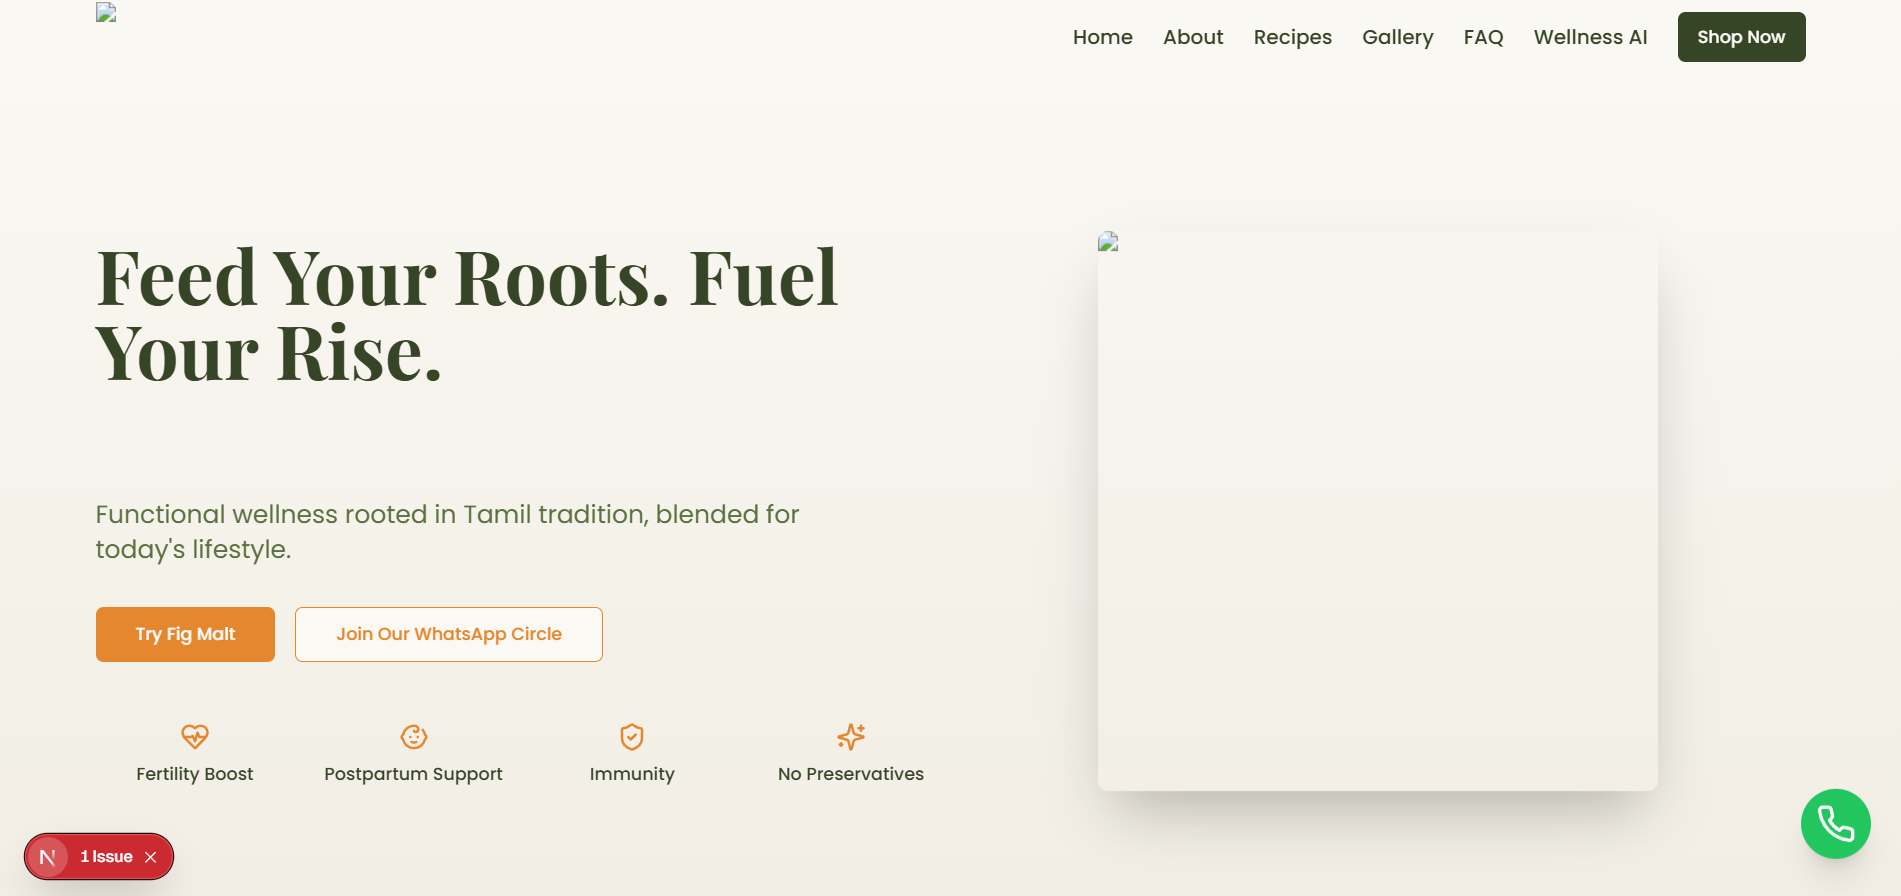 Home
About
Recipes
Gallery
FAQ
Wellness AI
Shop Now
Feed Your Roots. Fuel
Your Rise.
Functional wellness rooted in Tamil tradition, blended for
today's lifestyle.
Try Fig Malt
Join Our WhatsApp Circle
Fertility Boost
Postpartum Support
Immunity
No Preservatives
N
1 Issue